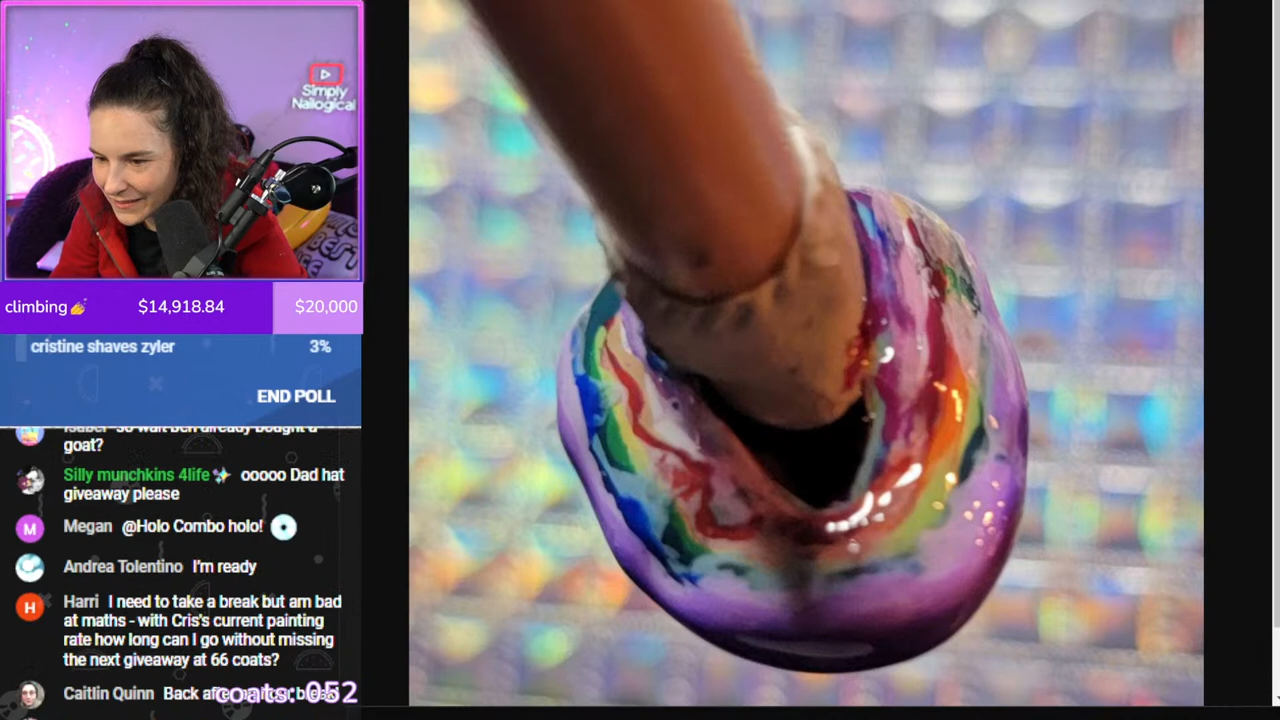 Simply
Nailogical
climbing💅 $14,918.84 $20,000
cristine shaves zyler 3%
END POLL
goat?
Silly munchkins 4life✨ ooooo Dad hat
giveaway please
M Megan @Holo Combo holo!
Andrea Tolentino I'm ready
H Harri I need to take a break but am bad
at maths - with Cris's current painting
rate how long can I go without missing
the next giveaway at 66 coats?
Caitlin Quinn Back
coats: 052